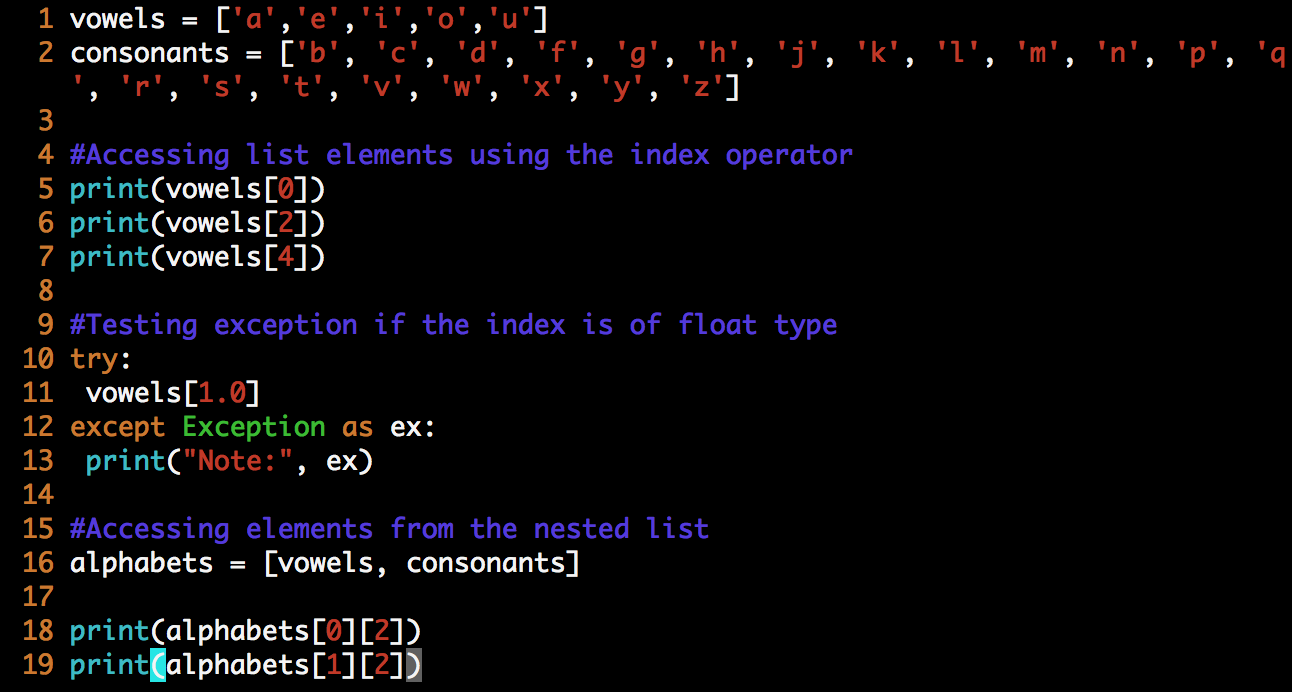 1 vowels = ['a','e','i','o','u']
2 consonants = ['b', 'c', 'd', 'f', 'g', 'h', 'j', 'k', 'l', 'm', 'n', 'p', 'q
', 'r', 's', 't', 'v', 'w', 'x', 'y', 'z']
3
4 #Accessing list elements using the index operator
5 print(vowels[0])
6 print(vowels[2])
7 print(vowels[4])
8
9 #Testing exception if the index is of float type
10 try:
11  vowels[1.0]
12 except Exception as ex:
13  print("Note:", ex)
14
15 #Accessing elements from the nested list
16 alphabets = [vowels, consonants]
17
18 print(alphabets[0][2])
19 print(alphabets[1][2])